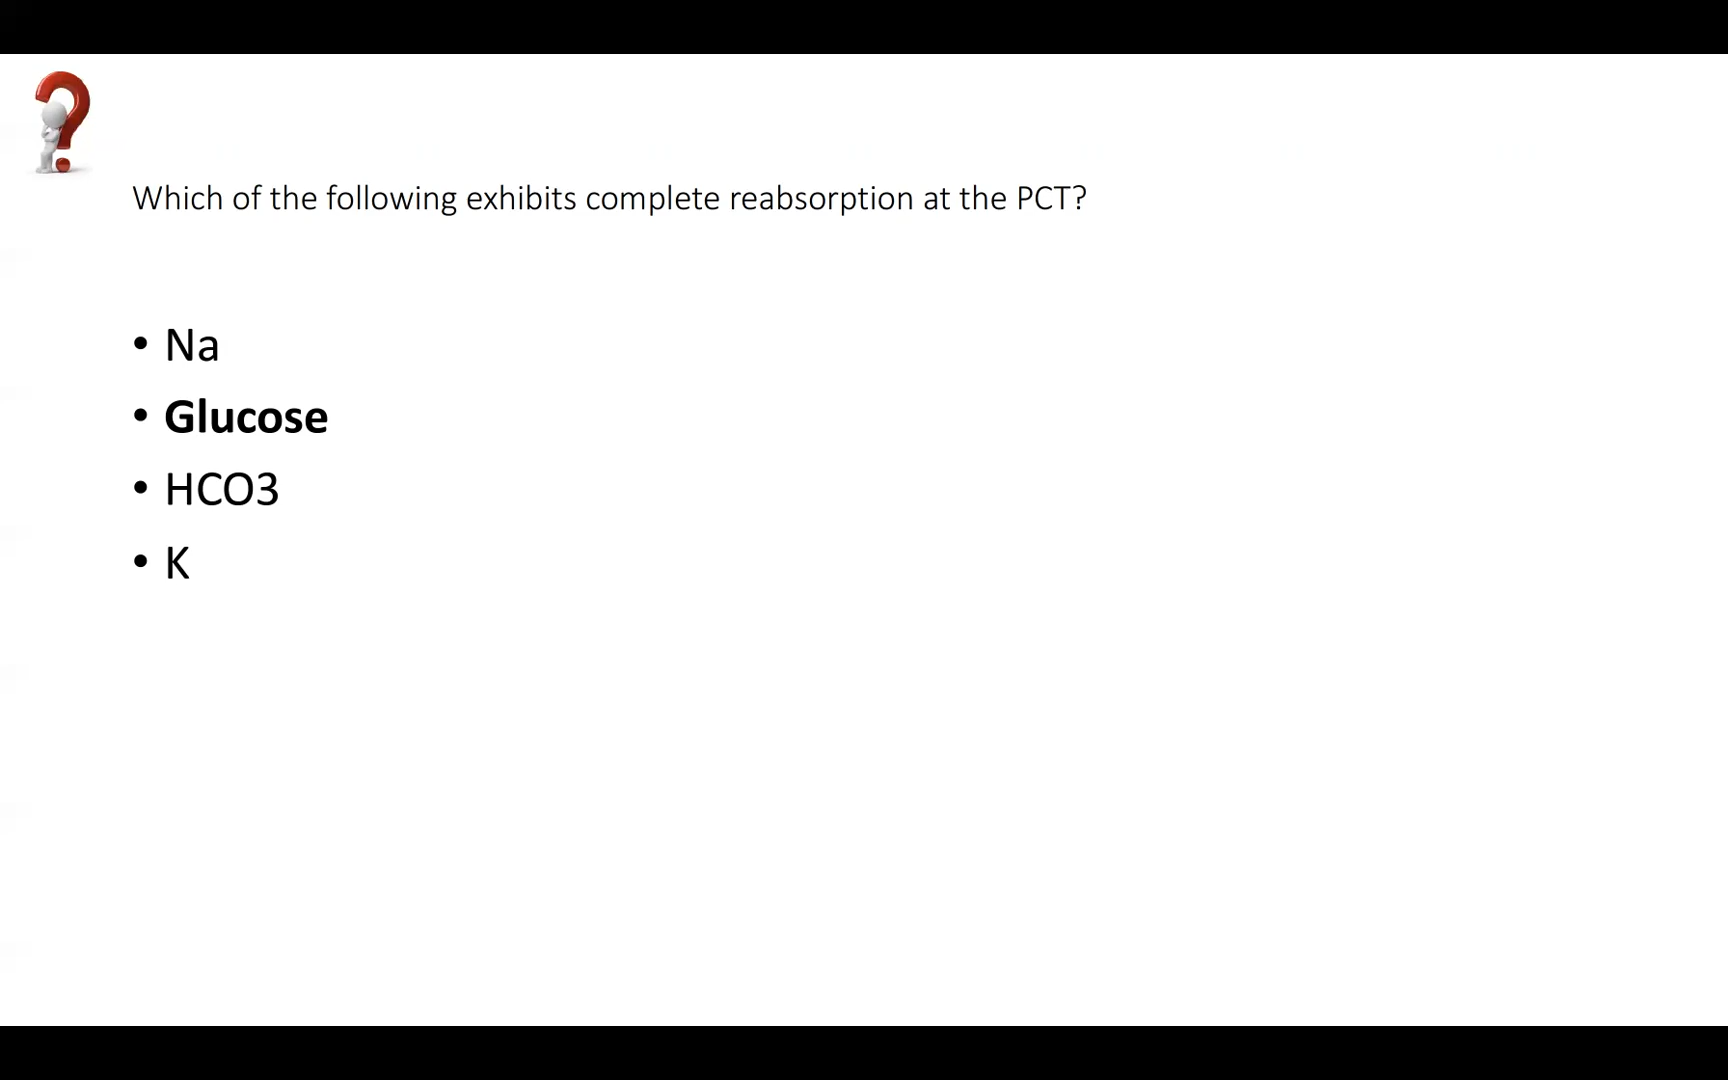 Which of the following exhibits complete reabsorption at the PCT?
• Na
• Glucose
• HCO3
• K